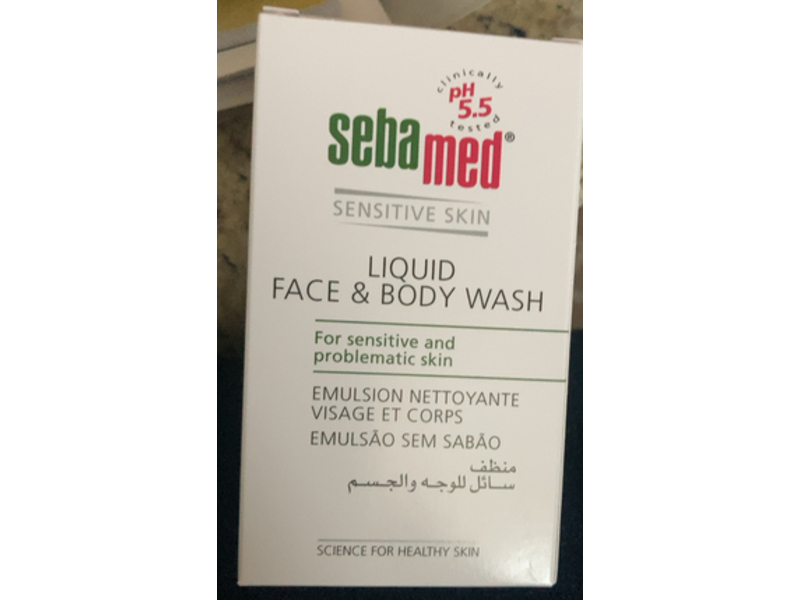 clinically
pH
5.5
tested
sebamed®
SENSITIVE SKIN
LIQUID
FACE & BODY WASH
For sensitive and
problematic skin
EMULSION NETTOYANTE
VISAGE ET CORPS
EMULSÃO SEM SABÃO
منظف
سائل للوجه والجسم
SCIENCE FOR HEALTHY SKIN